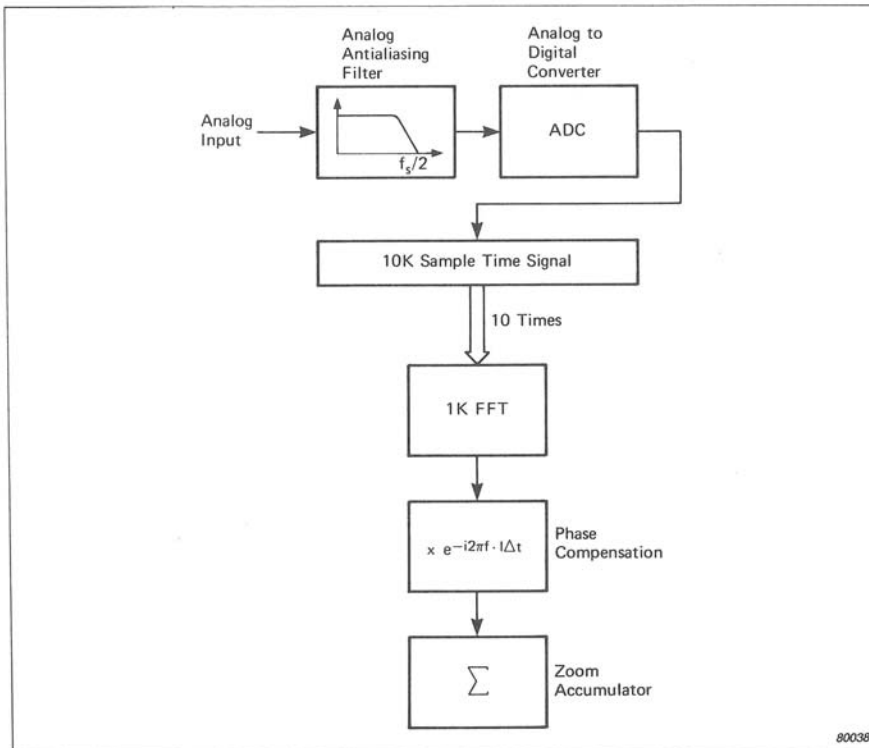 Analog
Antialiasing
Filter
Analog to
Digital
Converter
Analog
Input
f_s/2
ADC
10K Sample Time Signal
10 Times
1K FFT
x e^{-i2πf · lΔt}
Phase
Compensation
Σ
Zoom
Accumulator
80038